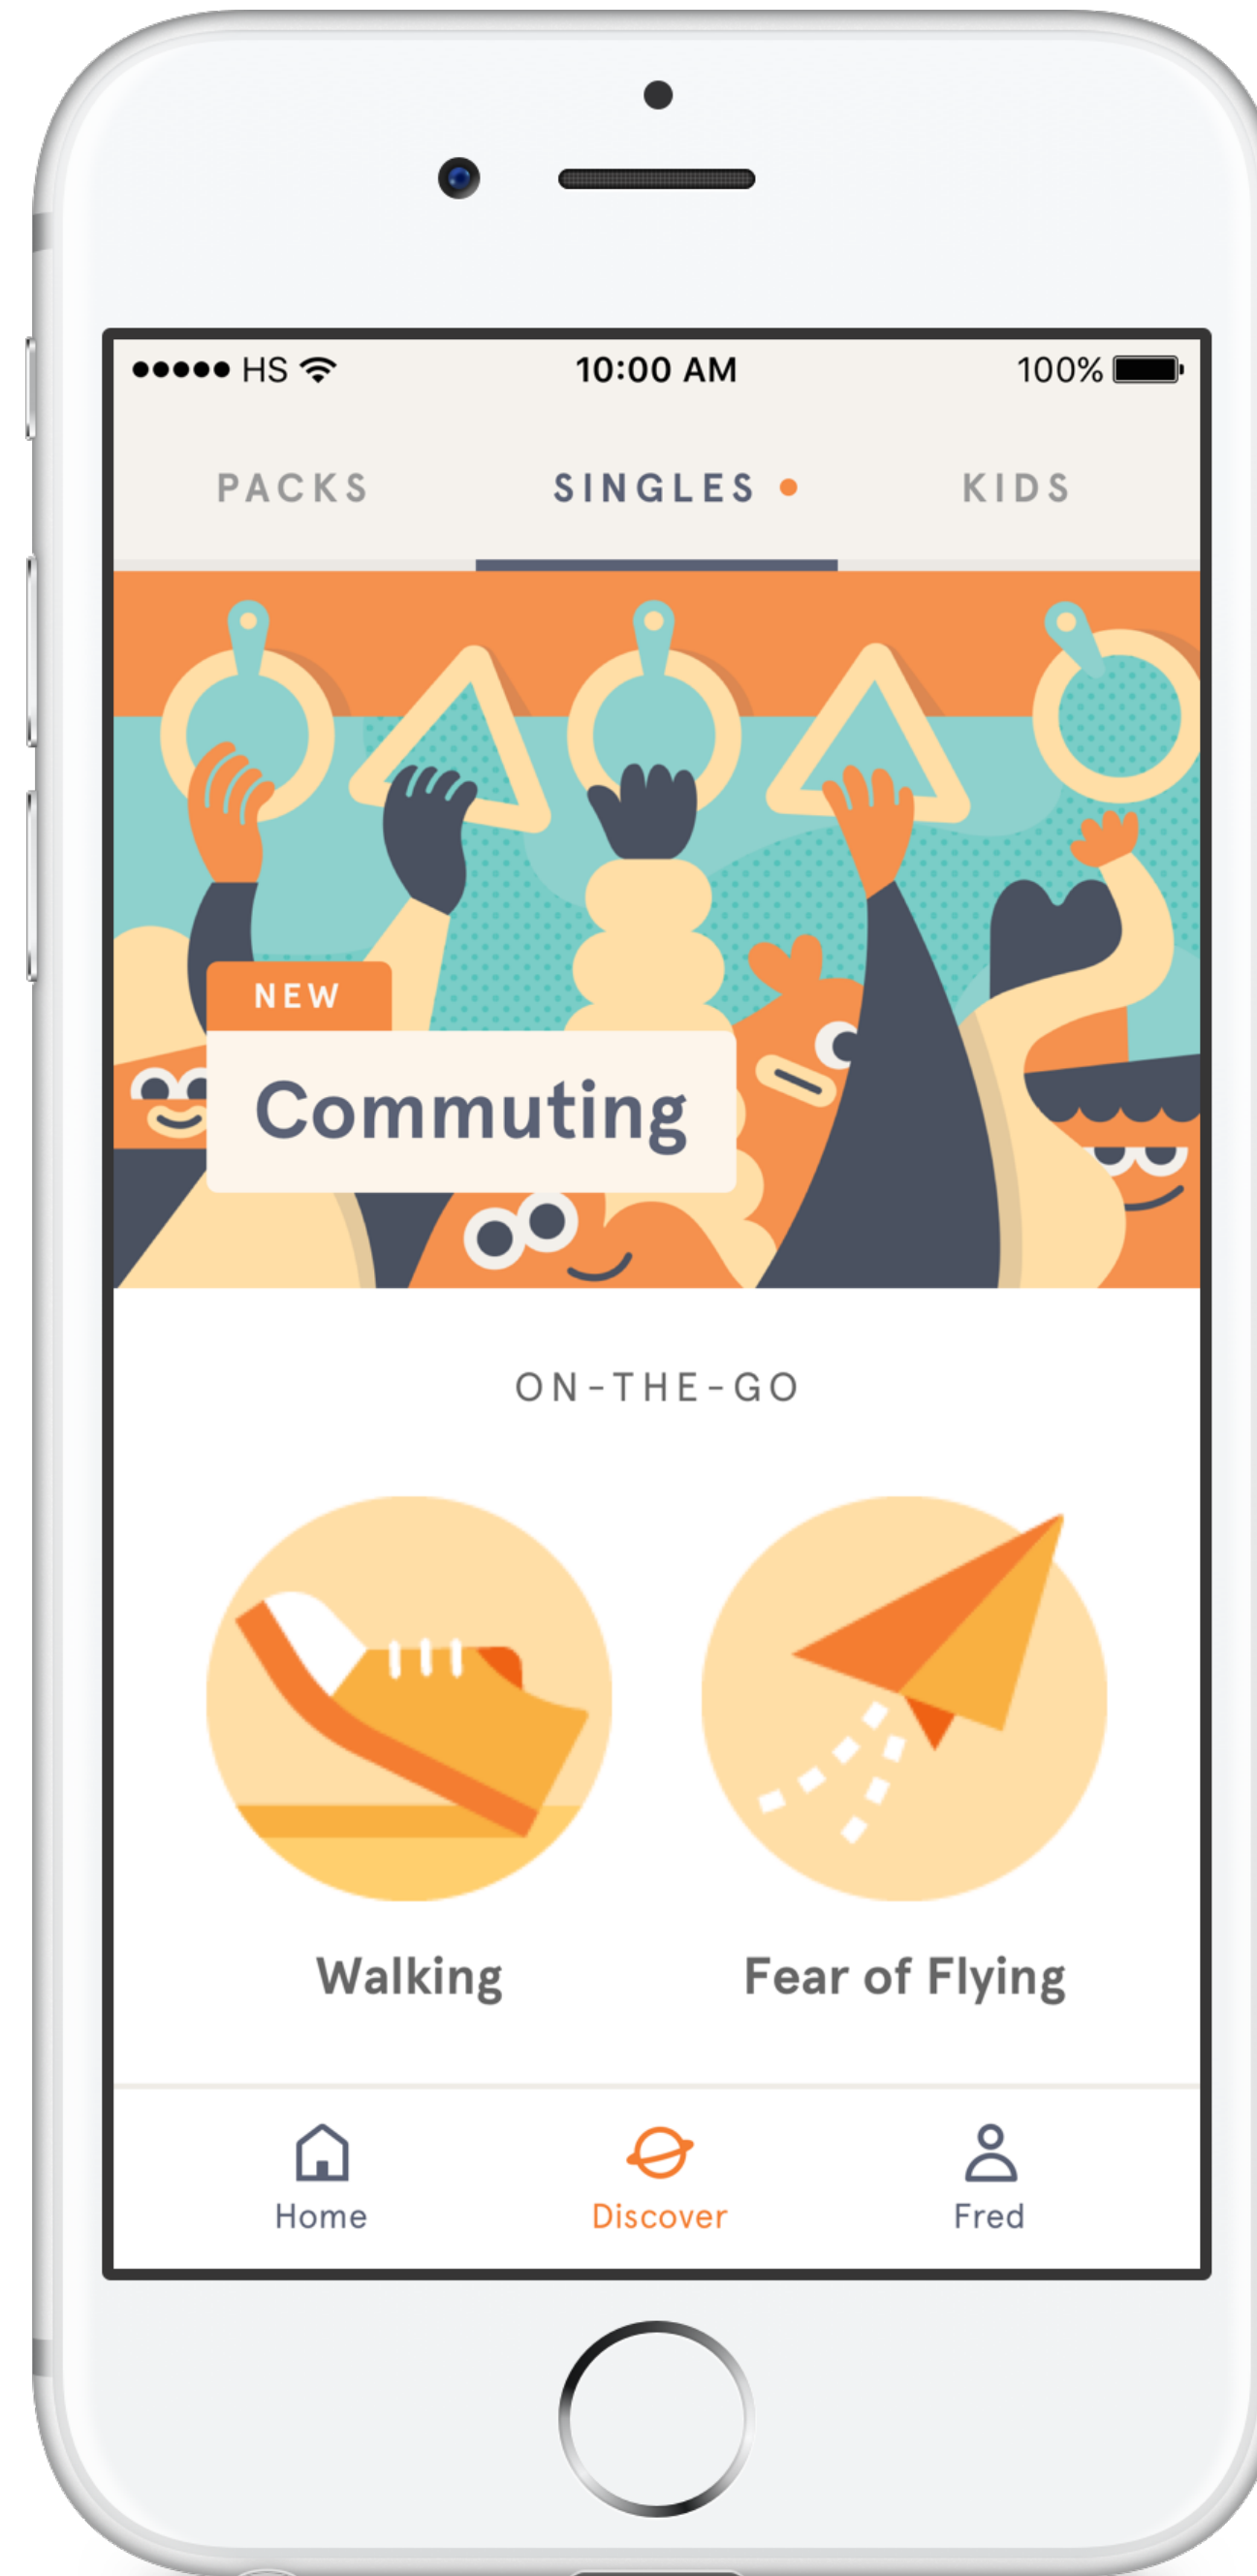 HS 10:00 AM 100%
PACKS SINGLES KIDS
NEW
Commuting
ON-THE-GO
Walking Fear of Flying
Home Discover Fred